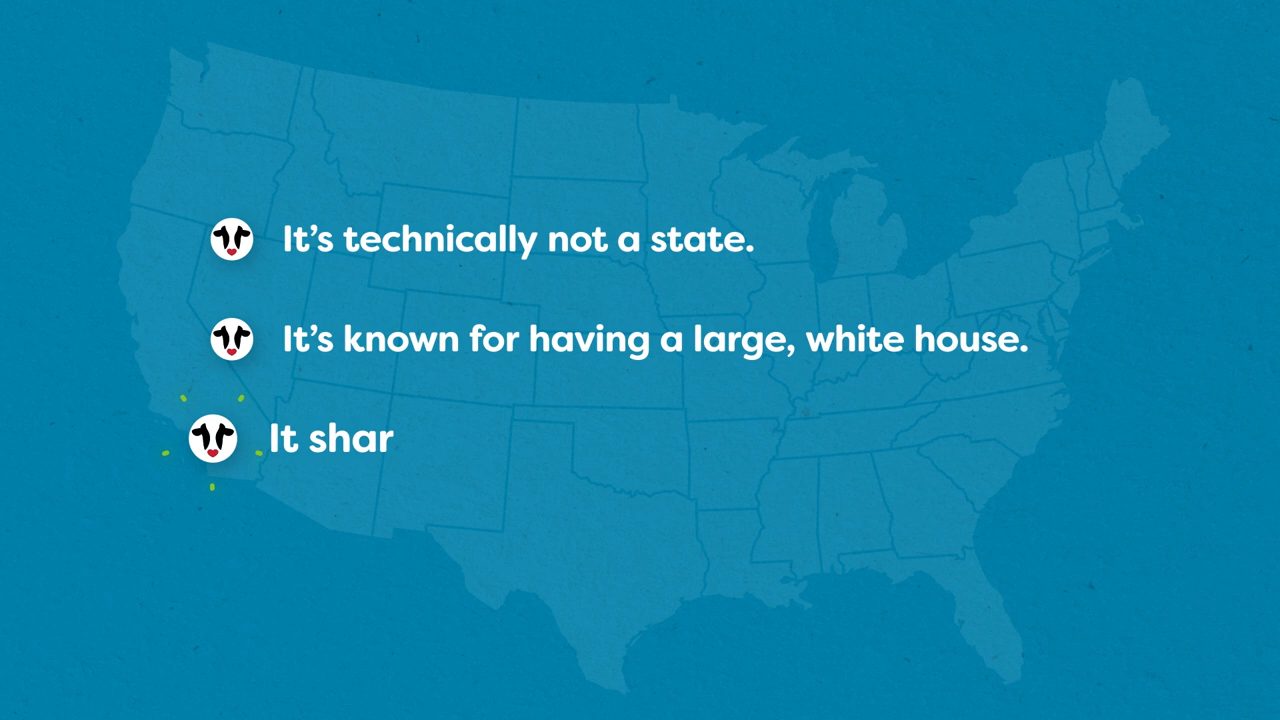 It’s technically not a state.
It’s known for having a large, white house.
It shar